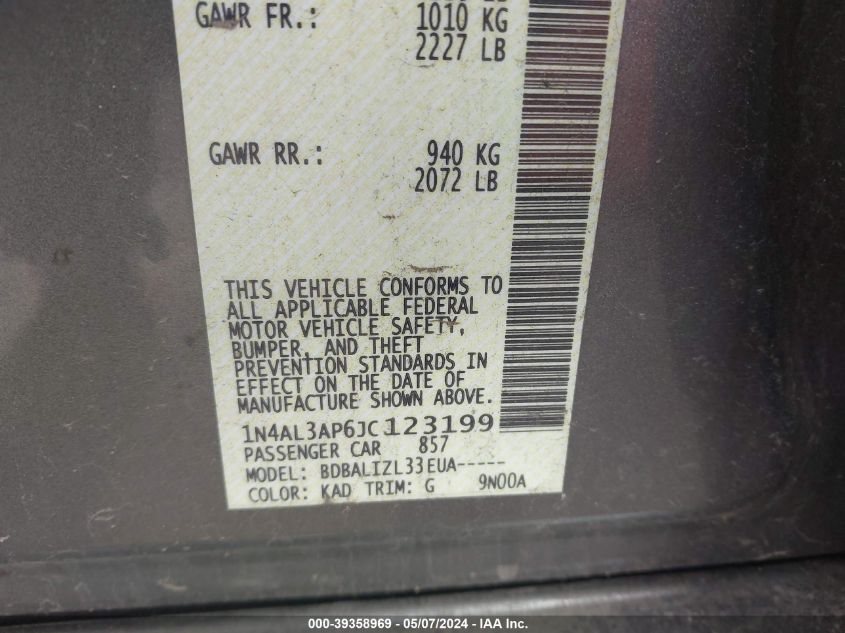 GAWR FR.: 1010 KG
2227 LB
GAWR RR.: 940 KG
2072 LB
THIS VEHICLE CONFORMS TO
ALL APPLICABLE FEDERAL
MOTOR VEHICLE SAFETY,
BUMPER, AND THEFT
PREVENTION STANDARDS IN
EFFECT ON THE DATE OF
MANUFACTURE SHOWN ABOVE.
1N4AL3AP6JC123199
PASSENGER CAR 857
MODEL: BDBALIZL33EUA-----
COLOR: KAD TRIM: G 9N00A
000-39358969 — 05/07/2024 — IAA Inc.